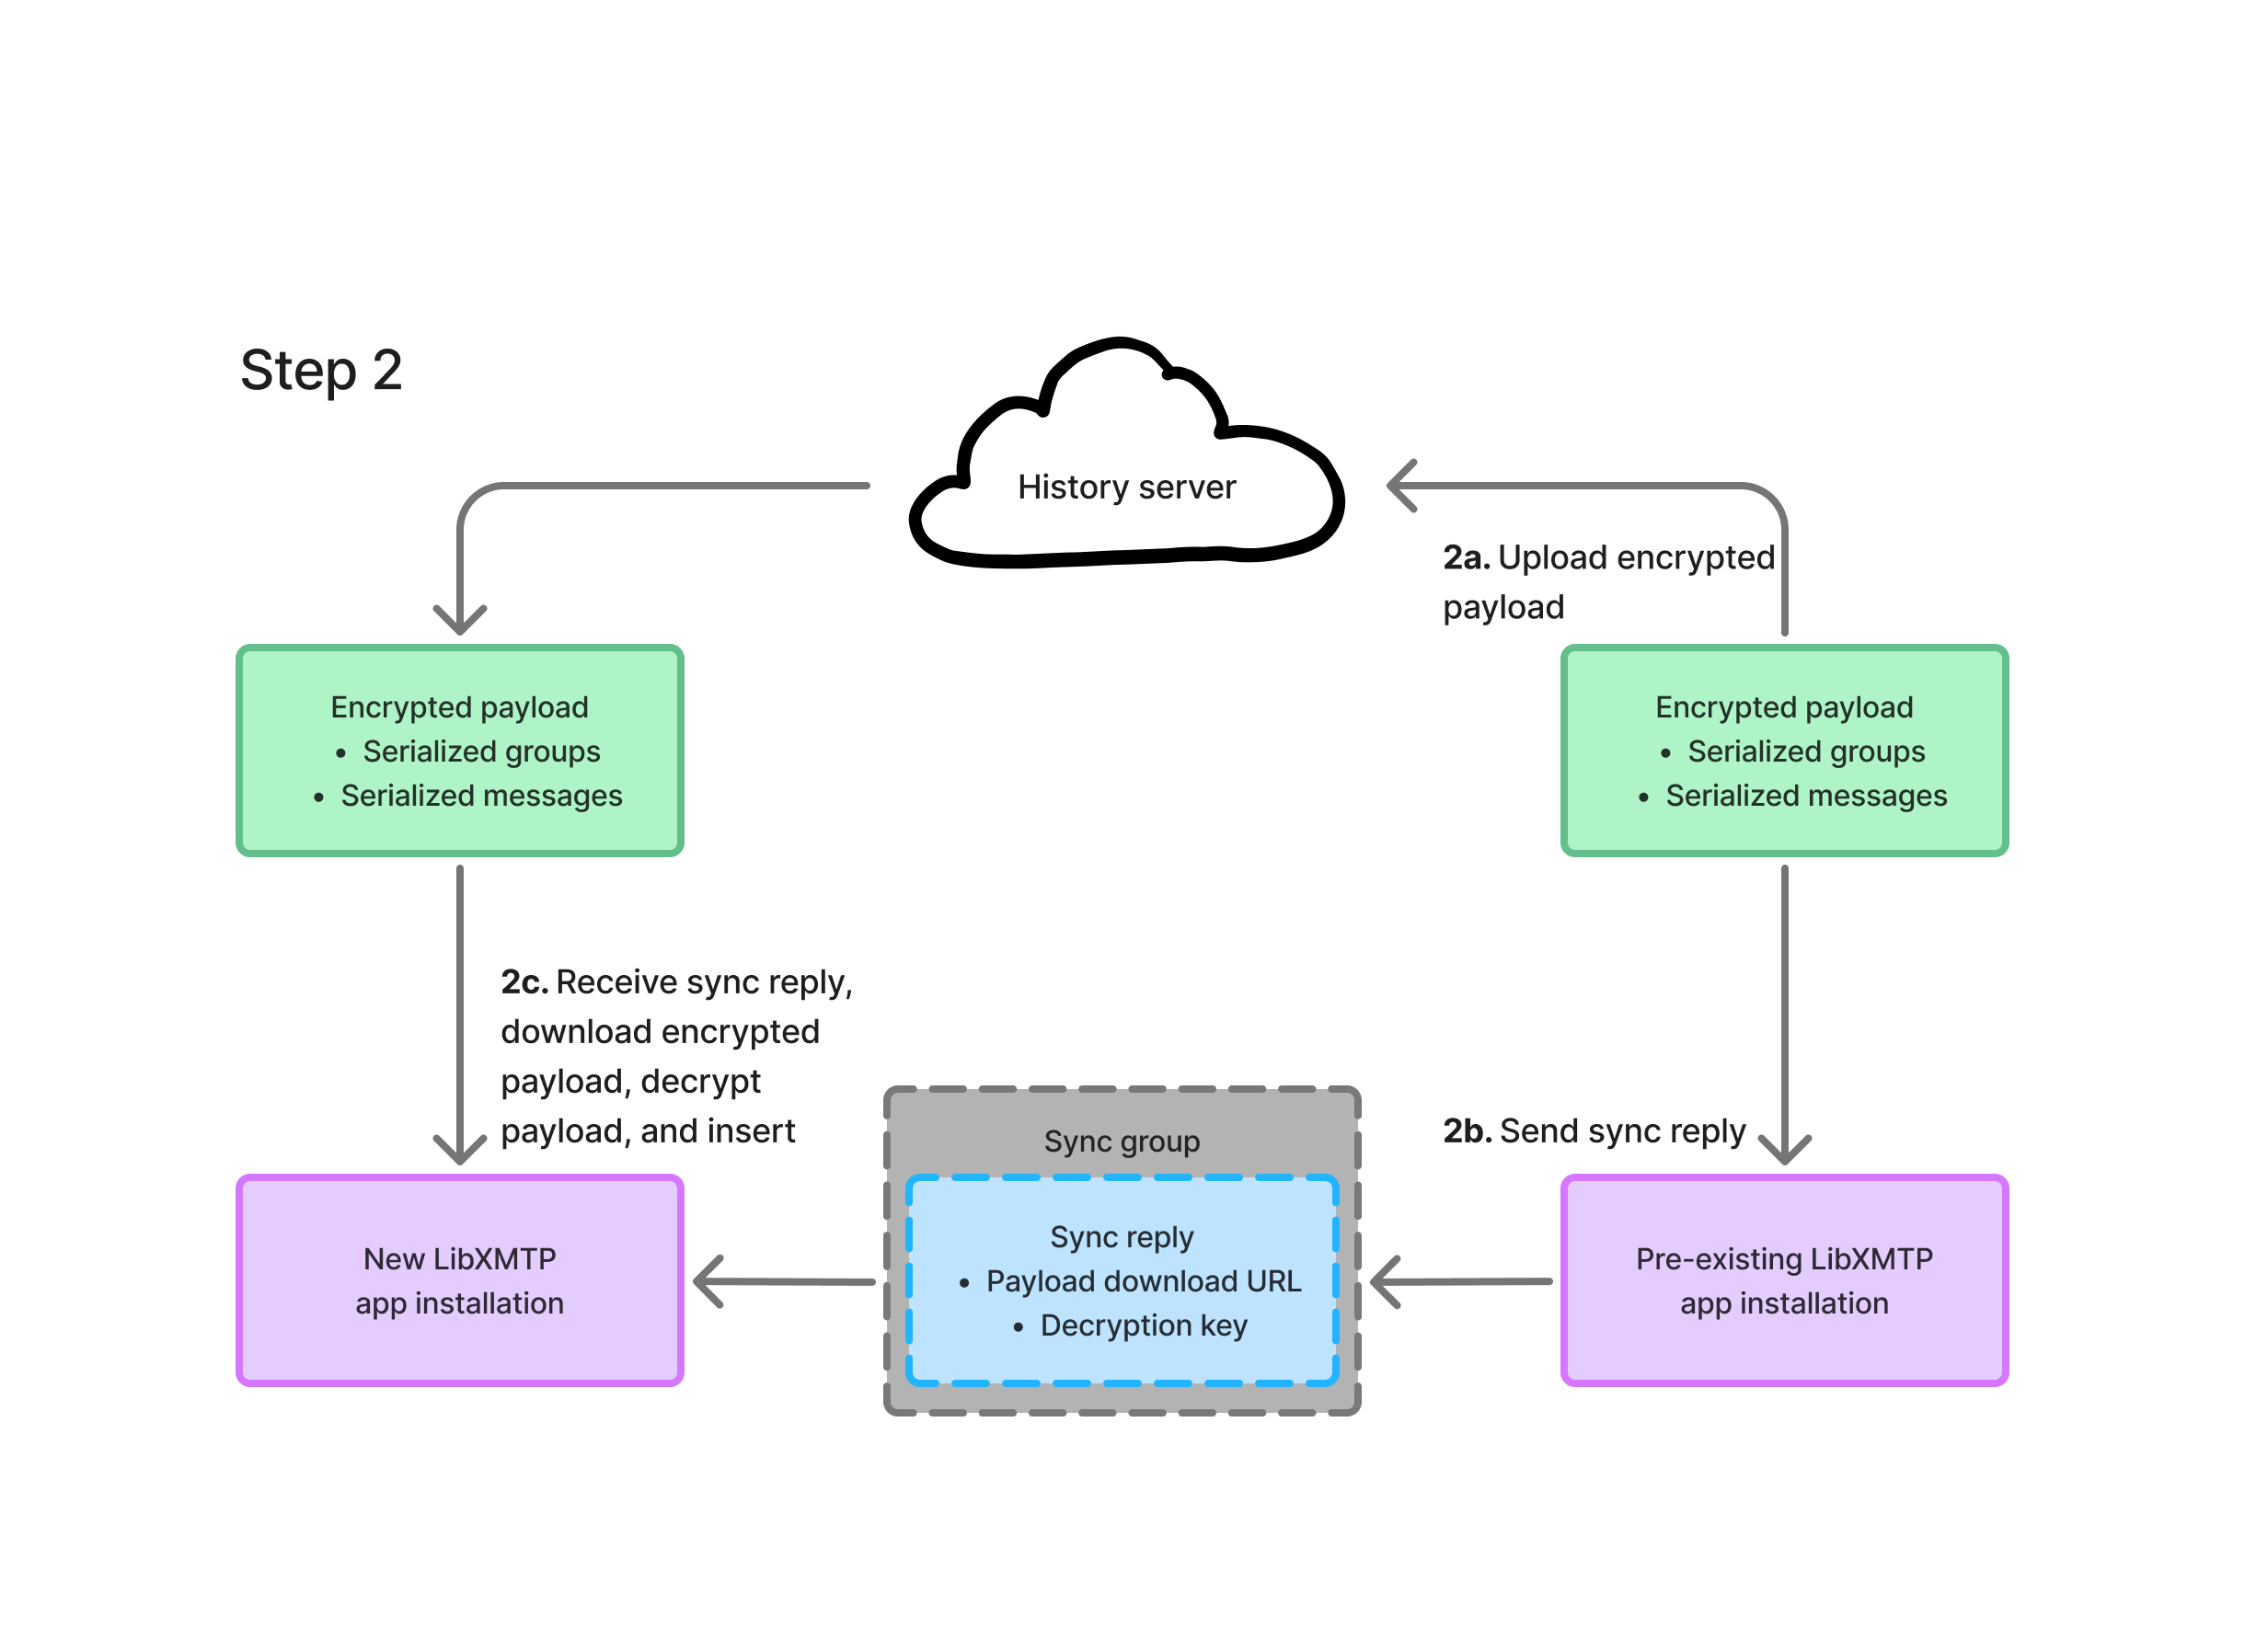 Step 2
History server
2a. Upload encrypted
payload
Encrypted payload
• Serialized groups
• Serialized messages
Encrypted payload
• Serialized groups
• Serialized messages
2c. Receive sync reply,
download encrypted
payload, decrypt
payload, and insert
Sync group
2b. Send sync reply
New LibXMTP
app installation
Sync reply
• Payload download URL
• Decryption key
Pre-existing LibXMTP
app installation